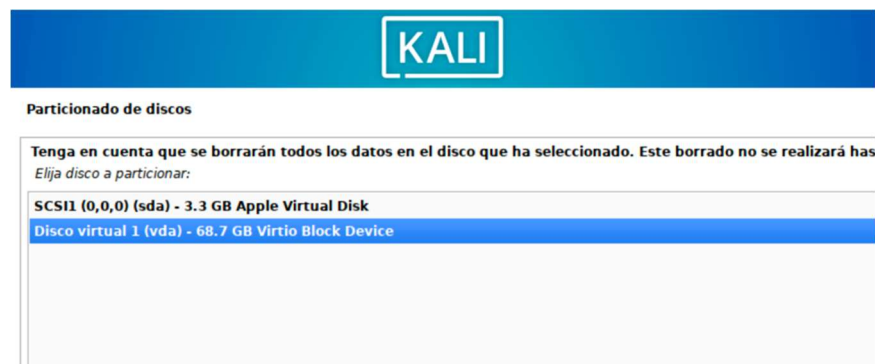 KALI
Particionado de discos
Tenga en cuenta que se borrarán todos los datos en el disco que ha seleccionado. Este borrado no se realizará has
Elija disco a particionar:
SCSI1 (0,0,0) (sda) - 3.3 GB Apple Virtual Disk
Disco virtual 1 (vda) - 68.7 GB Virtio Block Device